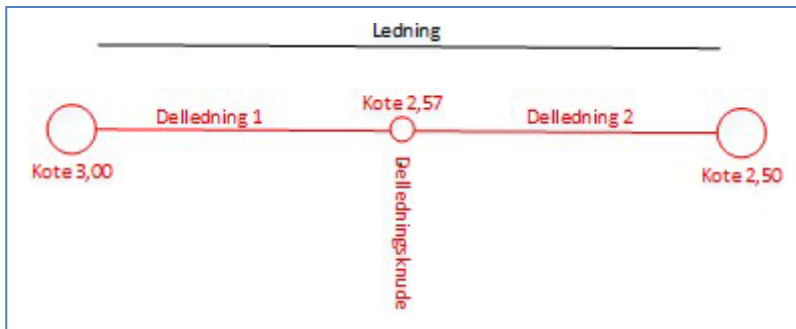 Ledning
Kote 2,57
Delledning 1
Delledning 2
Kote 3,00
Kote 2,50
Delledningsknude